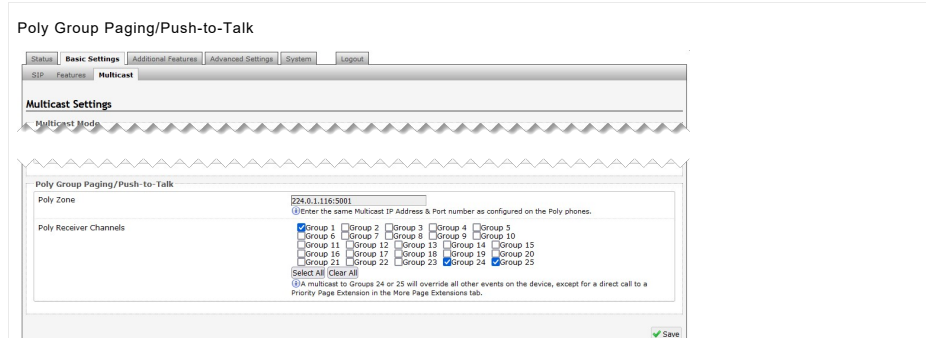 Poly Group Paging/Push-to-Talk
Status Basic Settings Additional Features Advanced Settings System Logout
SIP Features Multicast
Multicast Settings
Multicast Mode
Poly Group Paging/Push-to-Talk
Poly Zone 224.0.1.116:5001
Enter the same Multicast IP Address & Port number as configured on the Poly phones.
Poly Receiver Channels Group 1 Group 2 Group 3 Group 4 Group 5
Group 6 Group 7 Group 8 Group 9 Group 10
Group 11 Group 12 Group 13 Group 14 Group 15
Group 16 Group 17 Group 18 Group 19 Group 20
Group 21 Group 22 Group 23 Group 24 Group 25
Select All Clear All
A multicast to Groups 24 or 25 will override all other events on the device, except for a direct call to a
Priority Page Extension in the More Page Extensions tab.
Save